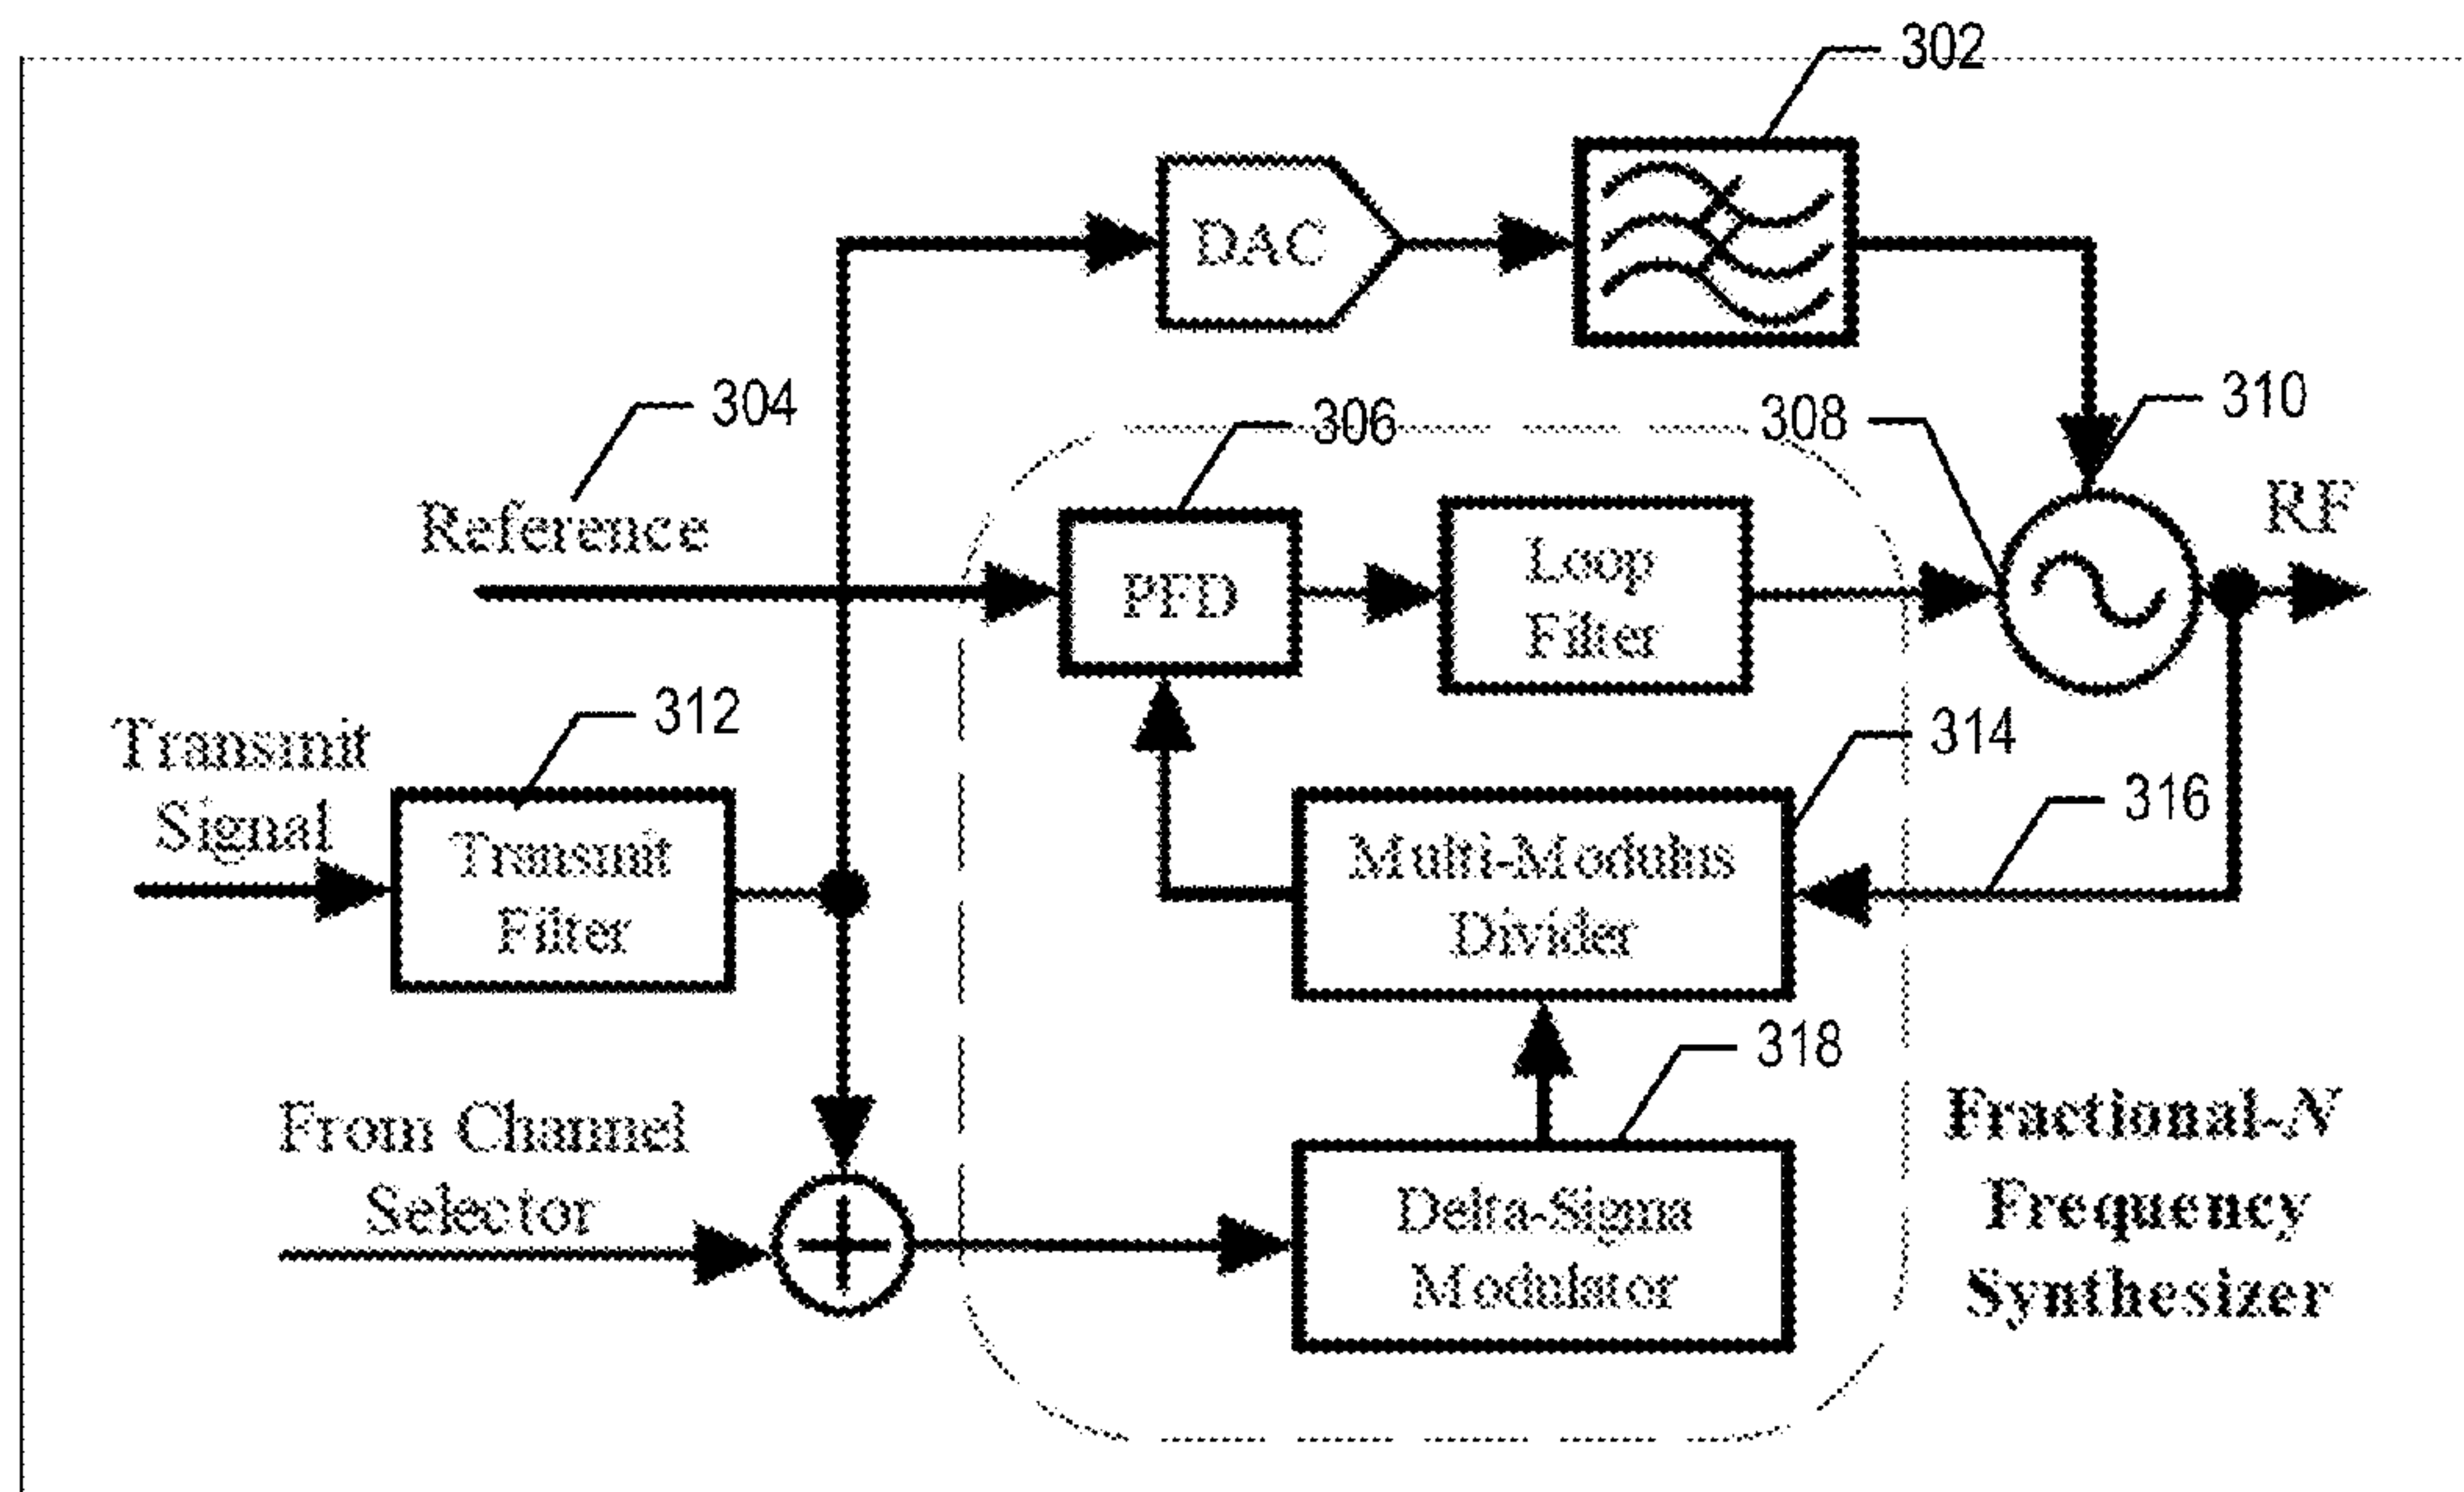 302
DAC
304
310
308
306
Reference
RF
PFD
Loop
Filter
312
Transmit
Signal
314
316
Transmit
Filter
Multi-Modulus
Divider
318
From Channel
Selector
Delta-Sigma
Modulator
Fractional-N
Frequency
Synthesizer